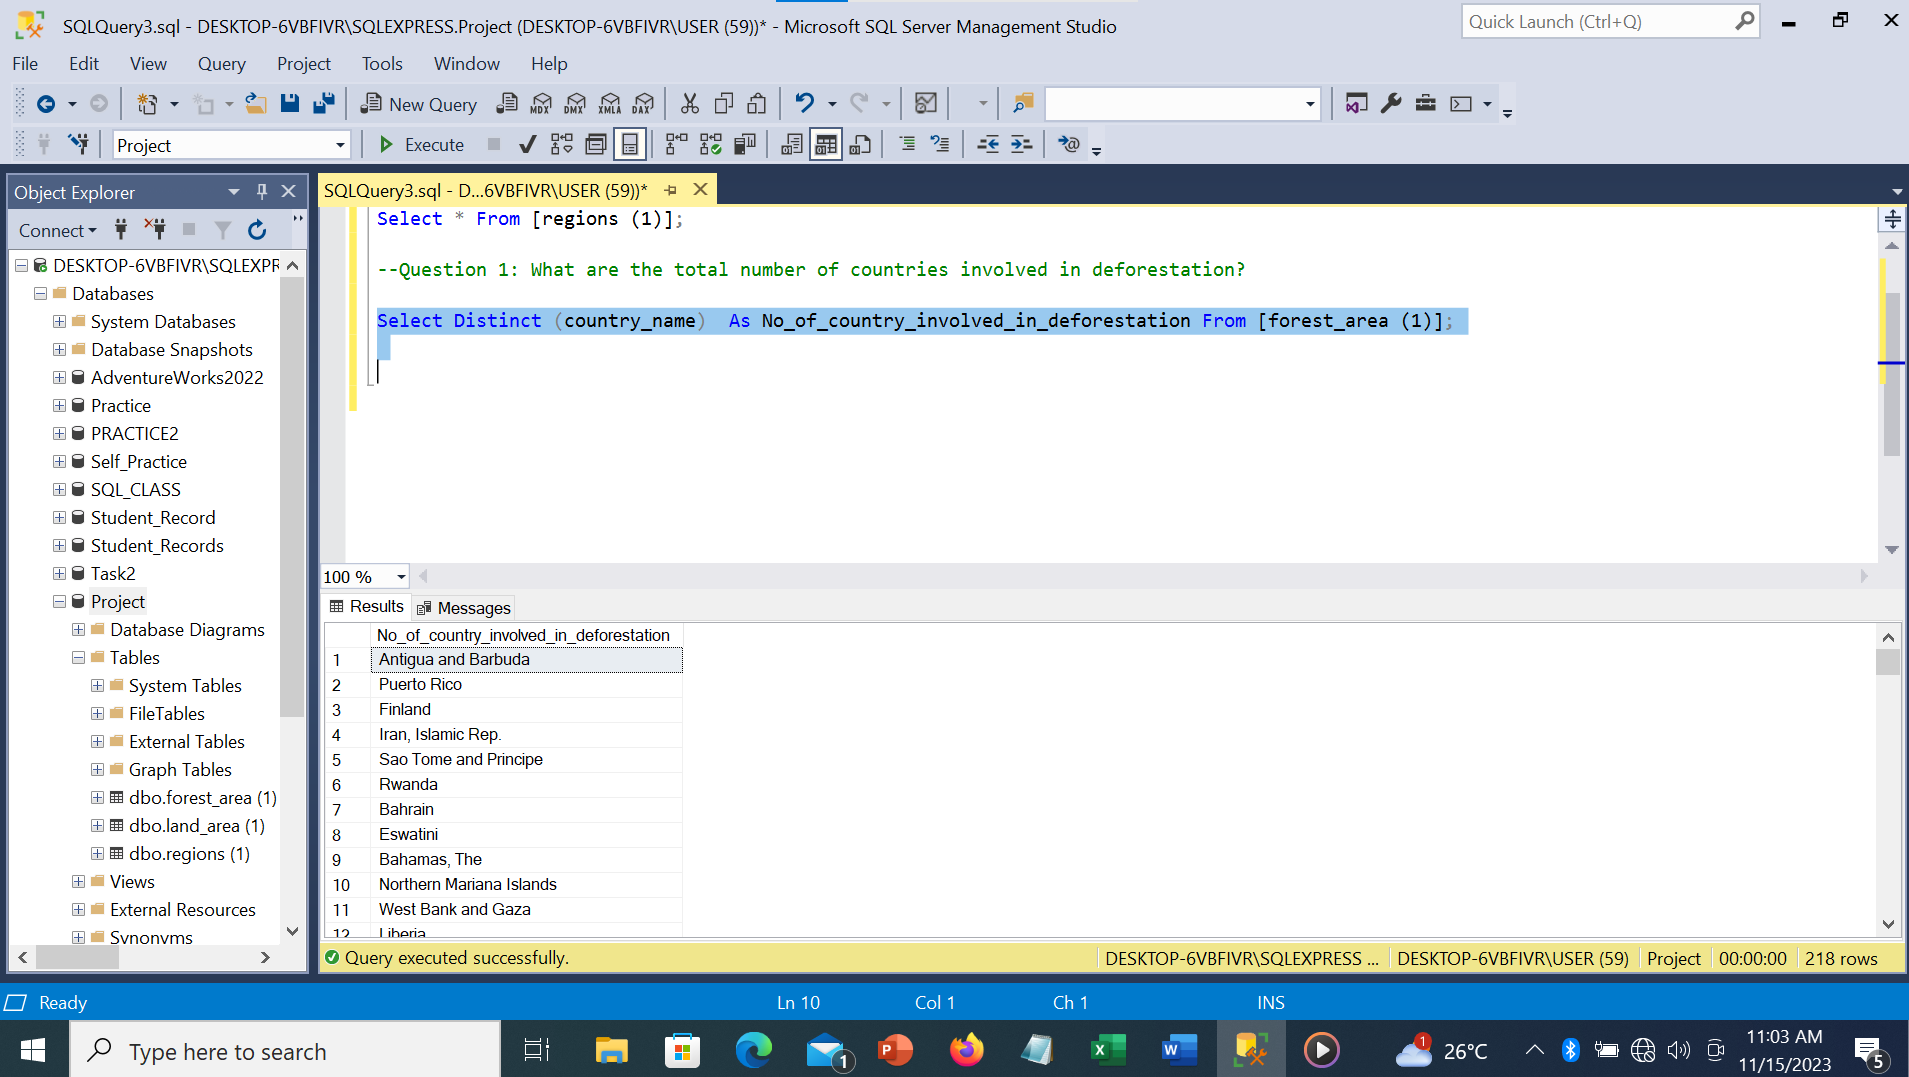 SQLQuery3.sql - DESKTOP-6VBFIVR\SQLEXPRESS.Project (DESKTOP-6VBFIVR\USER (59))* - Microsoft SQL Server Management Studio
Quick Launch (Ctrl+Q)
File Edit View Query Project Tools Window Help
New Query MDX DMX XMLA DAX
Project Execute
Object Explorer
SQLQuery3.sql - D...6VBFIVR\USER (59))*
Connect
DESKTOP-6VBFIVR\SQLEXPR
Databases
System Databases
Database Snapshots
AdventureWorks2022
Practice
PRACTICE2
Self_Practice
SQL_CLASS
Student_Record
Student_Records
Task2
Project
Database Diagrams
Tables
System Tables
FileTables
External Tables
Graph Tables
dbo.forest_area (1)
dbo.land_area (1)
dbo.regions (1)
Views
External Resources
Synonyms
Select * From [regions (1)];
--Question 1: What are the total number of countries involved in deforestation?
Select Distinct (country_name)  As No_of_country_involved_in_deforestation From [forest_area (1)];
100 %
Results Messages
No_of_country_involved_in_deforestation
1 Antigua and Barbuda
2 Puerto Rico
3 Finland
4 Iran, Islamic Rep.
5 Sao Tome and Principe
6 Rwanda
7 Bahrain
8 Eswatini
9 Bahamas, The
10 Northern Mariana Islands
11 West Bank and Gaza
12 Liberia
Query executed successfully. DESKTOP-6VBFIVR\SQLEXPRESS ... DESKTOP-6VBFIVR\USER (59) Project 00:00:00 218 rows
Ready Ln 10 Col 1 Ch 1 INS
Type here to search
1
1 26°C
11:03 AM
11/15/2023
5